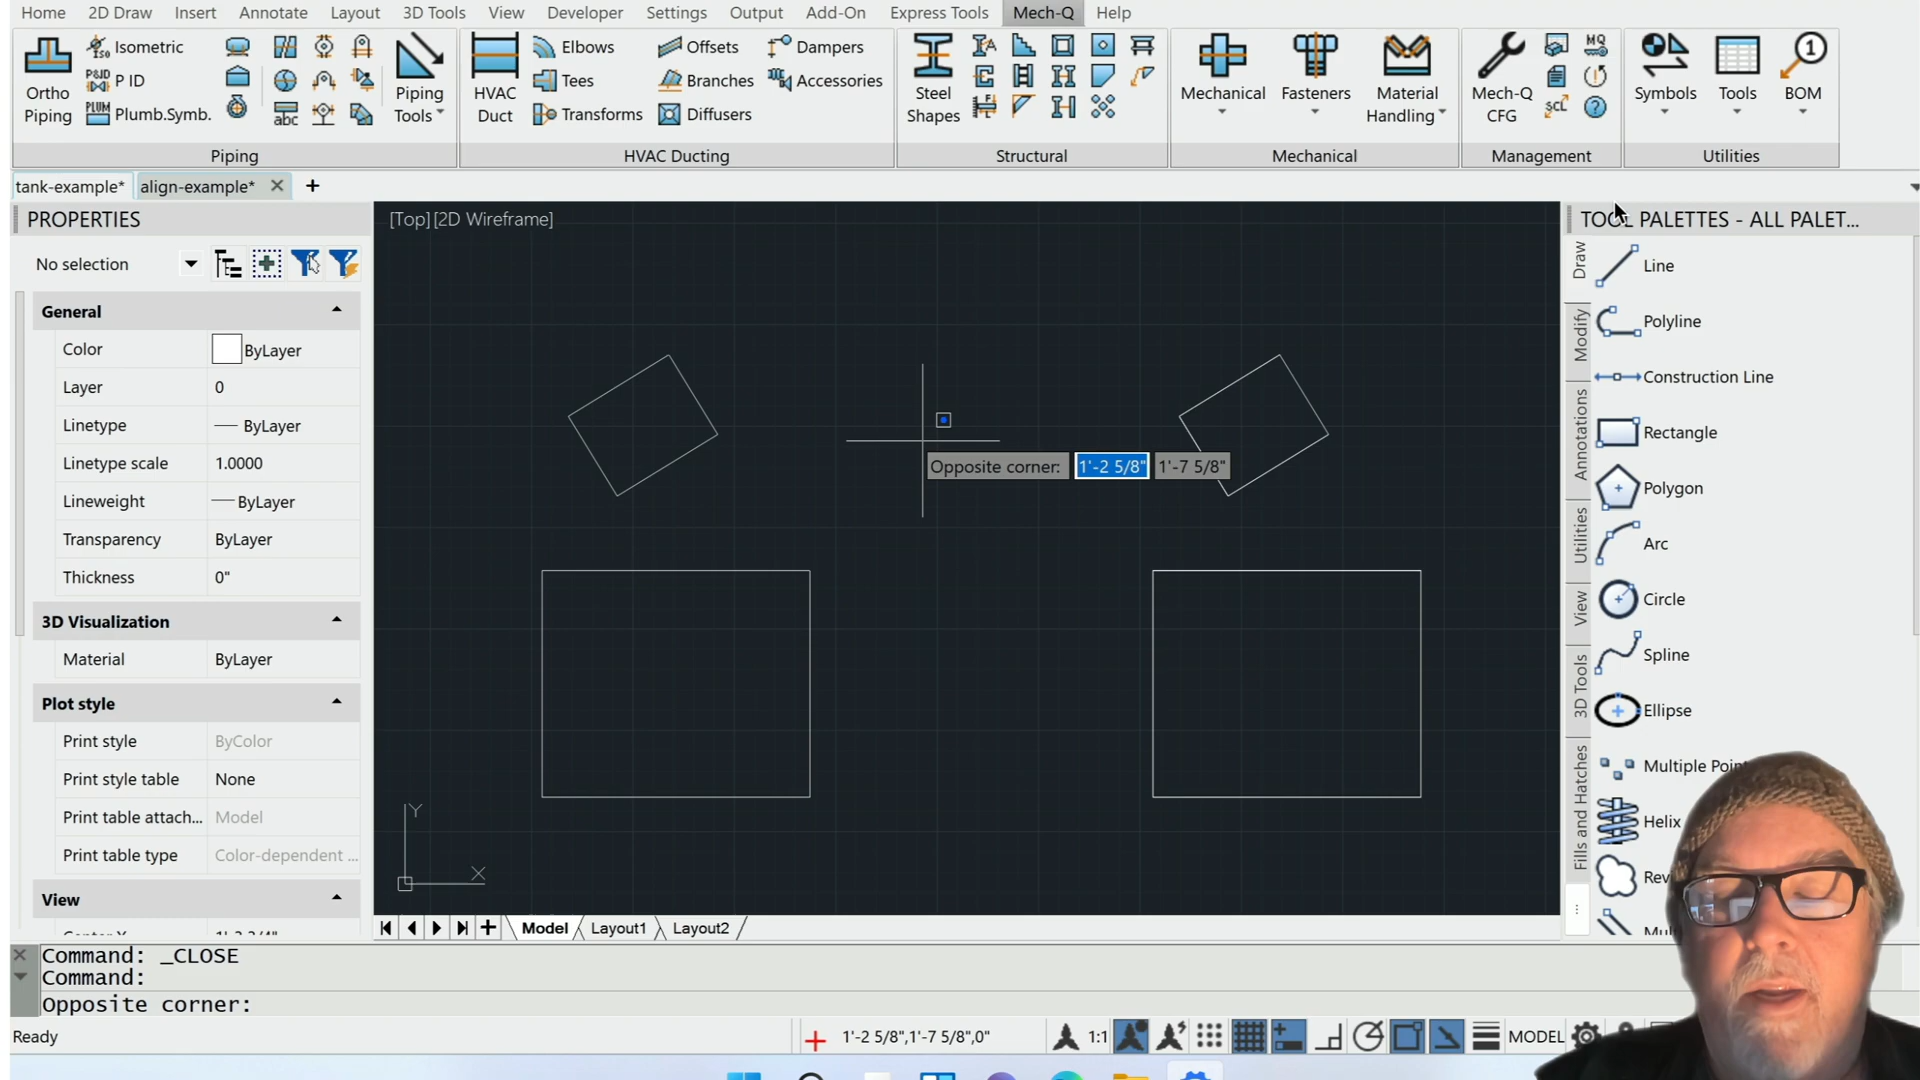 Home 2D Draw Insert Annotate Layout 3D Tools View Developer Settings Output Add-On Express Tools Mech-Q Help
Ortho Piping
Isometric
P&ID P ID
PLUM Plumb.Symb.
abc
Piping Tools
Piping
HVAC Duct
Elbows
Tees
Transforms
Offsets
Branches
Diffusers
Dampers
Accessories
HVAC Ducting
Steel Shapes
Structural
Mechanical
Fasteners
Material Handling
Mechanical
Mech-Q CFG
MQ
SCL
Management
Symbols
Tools
BOM
Utilities
tank-example* align-example*
PROPERTIES
No selection
General
Color ByLayer
Layer 0
Linetype ByLayer
Linetype scale 1.0000
Lineweight ByLayer
Transparency ByLayer
Thickness 0"
3D Visualization
Material ByLayer
Plot style
Print style ByColor
Print style table None
Print table attach... Model
Print table type Color-dependent ...
View
[Top] [2D Wireframe]
Opposite corner: 1'-2 5/8" 1'-7 5/8"
Y
X
TOOL PALETTES - ALL PALET...
Draw
Modify
Annotations
Utilities
View
3D Tools
Fills and Hatches
Line
Polyline
Construction Line
Rectangle
Polygon
Arc
Circle
Spline
Ellipse
Multiple
Helix
Model Layout1 Layout2
Command: _CLOSE
Command:
Opposite corner:
Ready 1'-2 5/8",1'-7 5/8",0" 1:1 MODEL